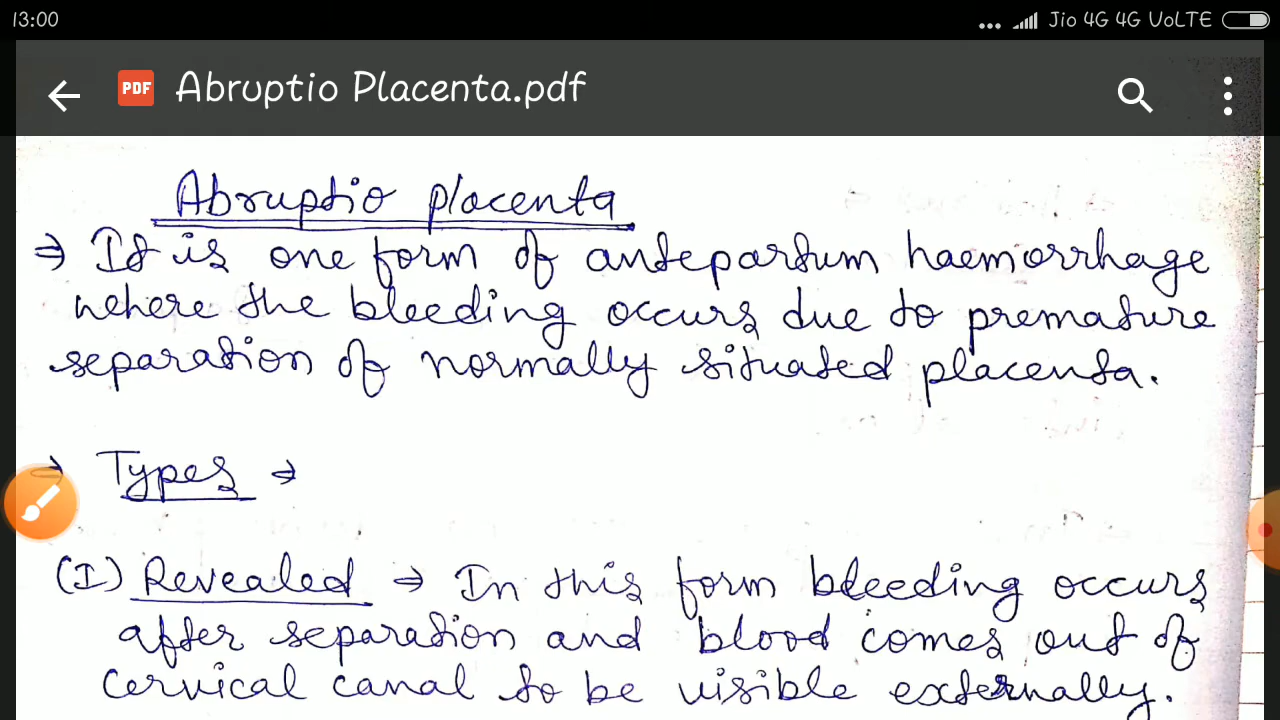 13:00
... Jio 4G 4G VoLTE
PDF Abruptio Placenta.pdf
Abruptio placenta
⇒ It is one form of antepartum haemorrhage
where the bleeding occurs due to premature
separation of normally situated placenta.
⇒ Types ⇒
(I) Revealed ⇒ In this form bleeding occurs
after separation and blood comes out of
cervical canal to be visible externally.